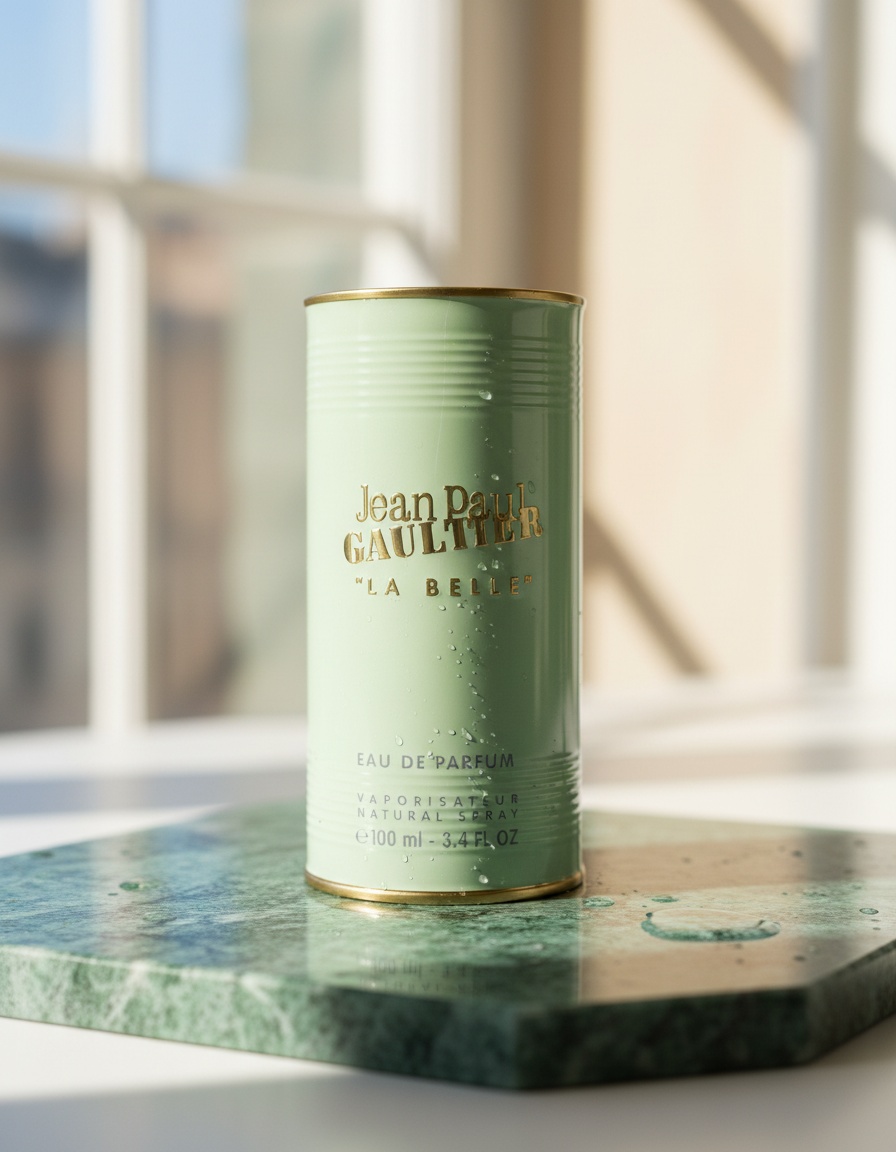 Jean Paul
GAULTIER
"LA BELLE"
EAU DE PARFUM
VAPORISATEUR
NATURAL SPRAY
℮100 ml - 3.4 FL OZ